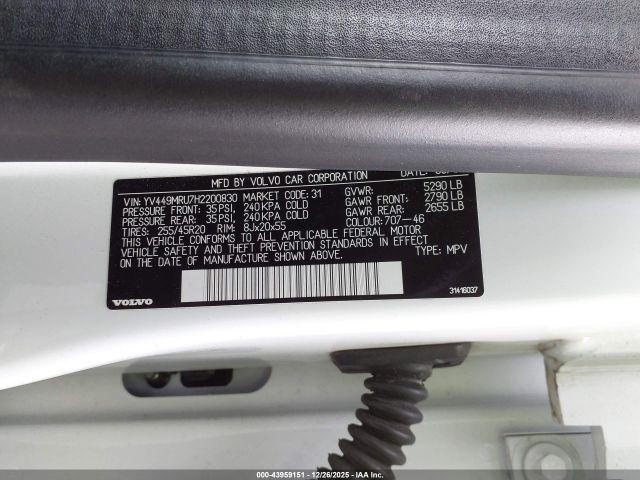 MFD BY VOLVO CAR CORPORATION
VIN: YV449MRU7H2200830 MARKET CODE: 31
PRESSURE FRONT: 35PSI, 240KPA COLD
PRESSURE REAR: 35PSI, 240KPA COLD
TIRES: 255/45R20 RIM: 8Jx20x55
GVWR: 5290 LB
GAWR FRONT: 2790 LB
GAWR REAR: 2655 LB
COLOUR: 707-46
THIS VEHICLE CONFORMS TO ALL APPLICABLE FEDERAL MOTOR
VEHICLE SAFETY AND THEFT PREVENTION STANDARDS
IN EFFECT ON THE DATE OF MANUFACTURE SHOWN ABOVE.
TYPE: MPV
VOLVO
31416037
000-43959151 | 12/26/2025 | IAA Inc.